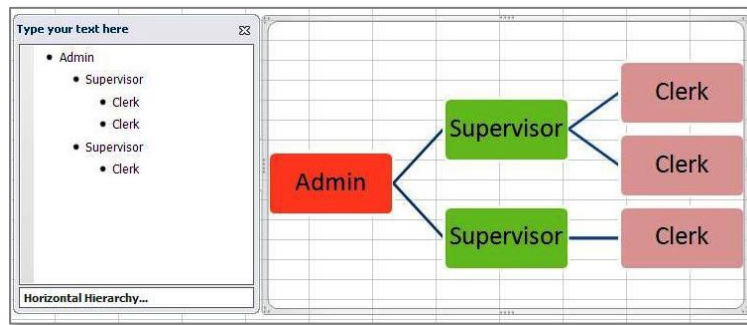 Type your text here
• Admin
• Supervisor
• Clerk
• Clerk
• Supervisor
• Clerk
Horizontal Hierarchy...
Admin
Supervisor
Clerk
Clerk
Supervisor
Clerk